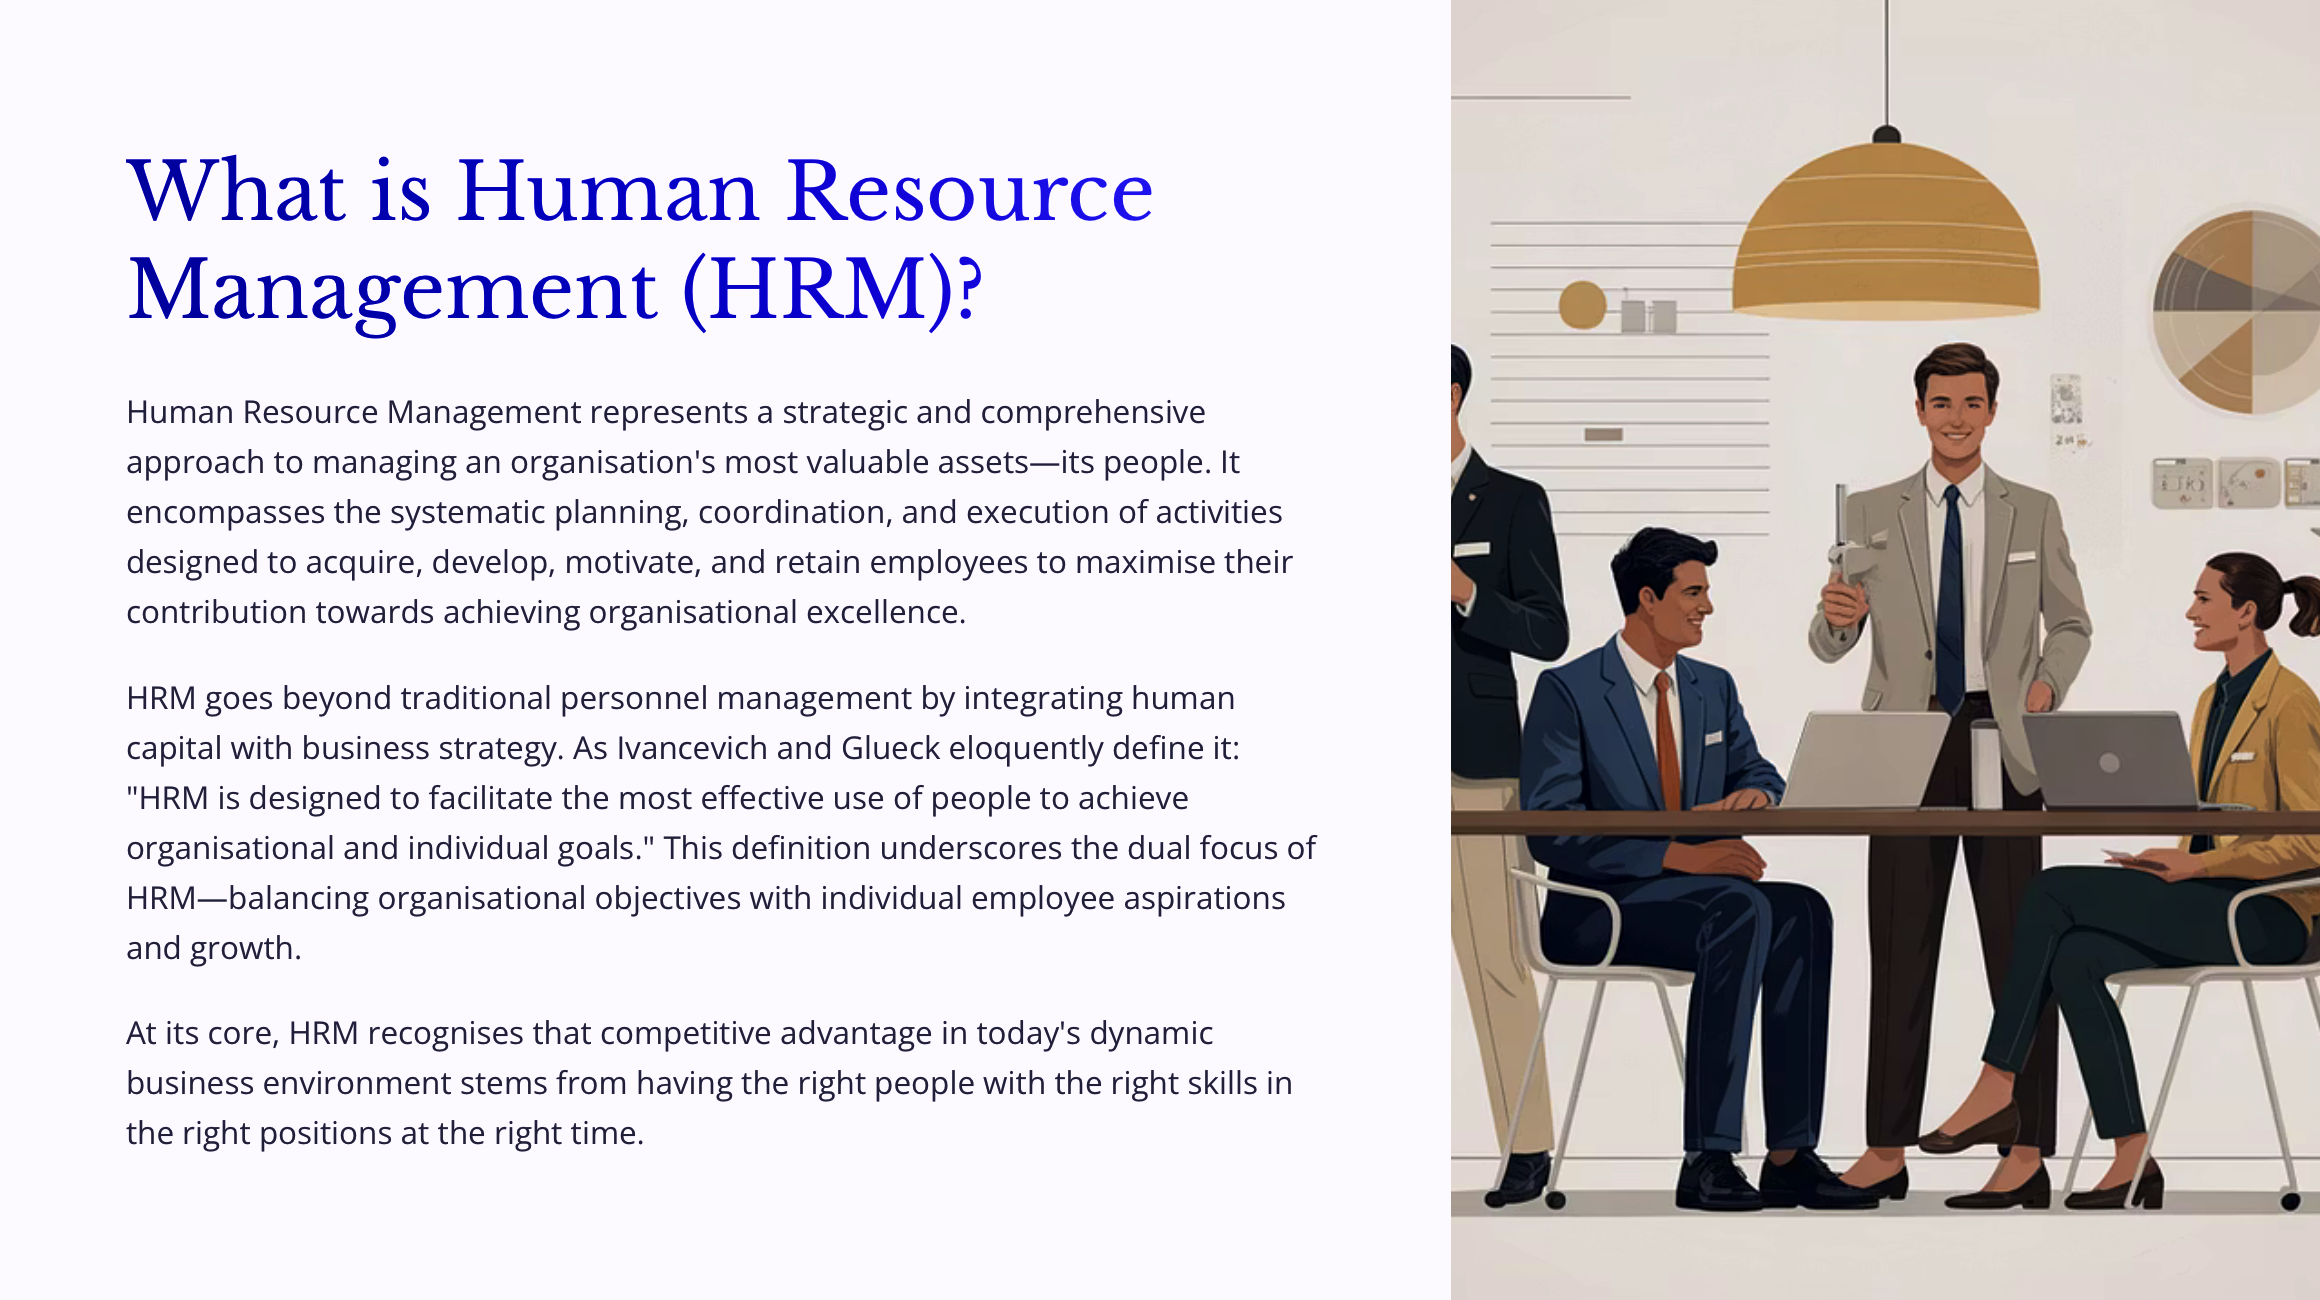 What is Human Resource
Management (HRM)?
Human Resource Management represents a strategic and comprehensive
approach to managing an organisation's most valuable assets—its people. It
encompasses the systematic planning, coordination, and execution of activities
designed to acquire, develop, motivate, and retain employees to maximise their
contribution towards achieving organisational excellence.
HRM goes beyond traditional personnel management by integrating human
capital with business strategy. As Ivancevich and Glueck eloquently define it:
"HRM is designed to facilitate the most effective use of people to achieve
organisational and individual goals." This definition underscores the dual focus of
HRM—balancing organisational objectives with individual employee aspirations
and growth.
At its core, HRM recognises that competitive advantage in today's dynamic
business environment stems from having the right people with the right skills in
the right positions at the right time.